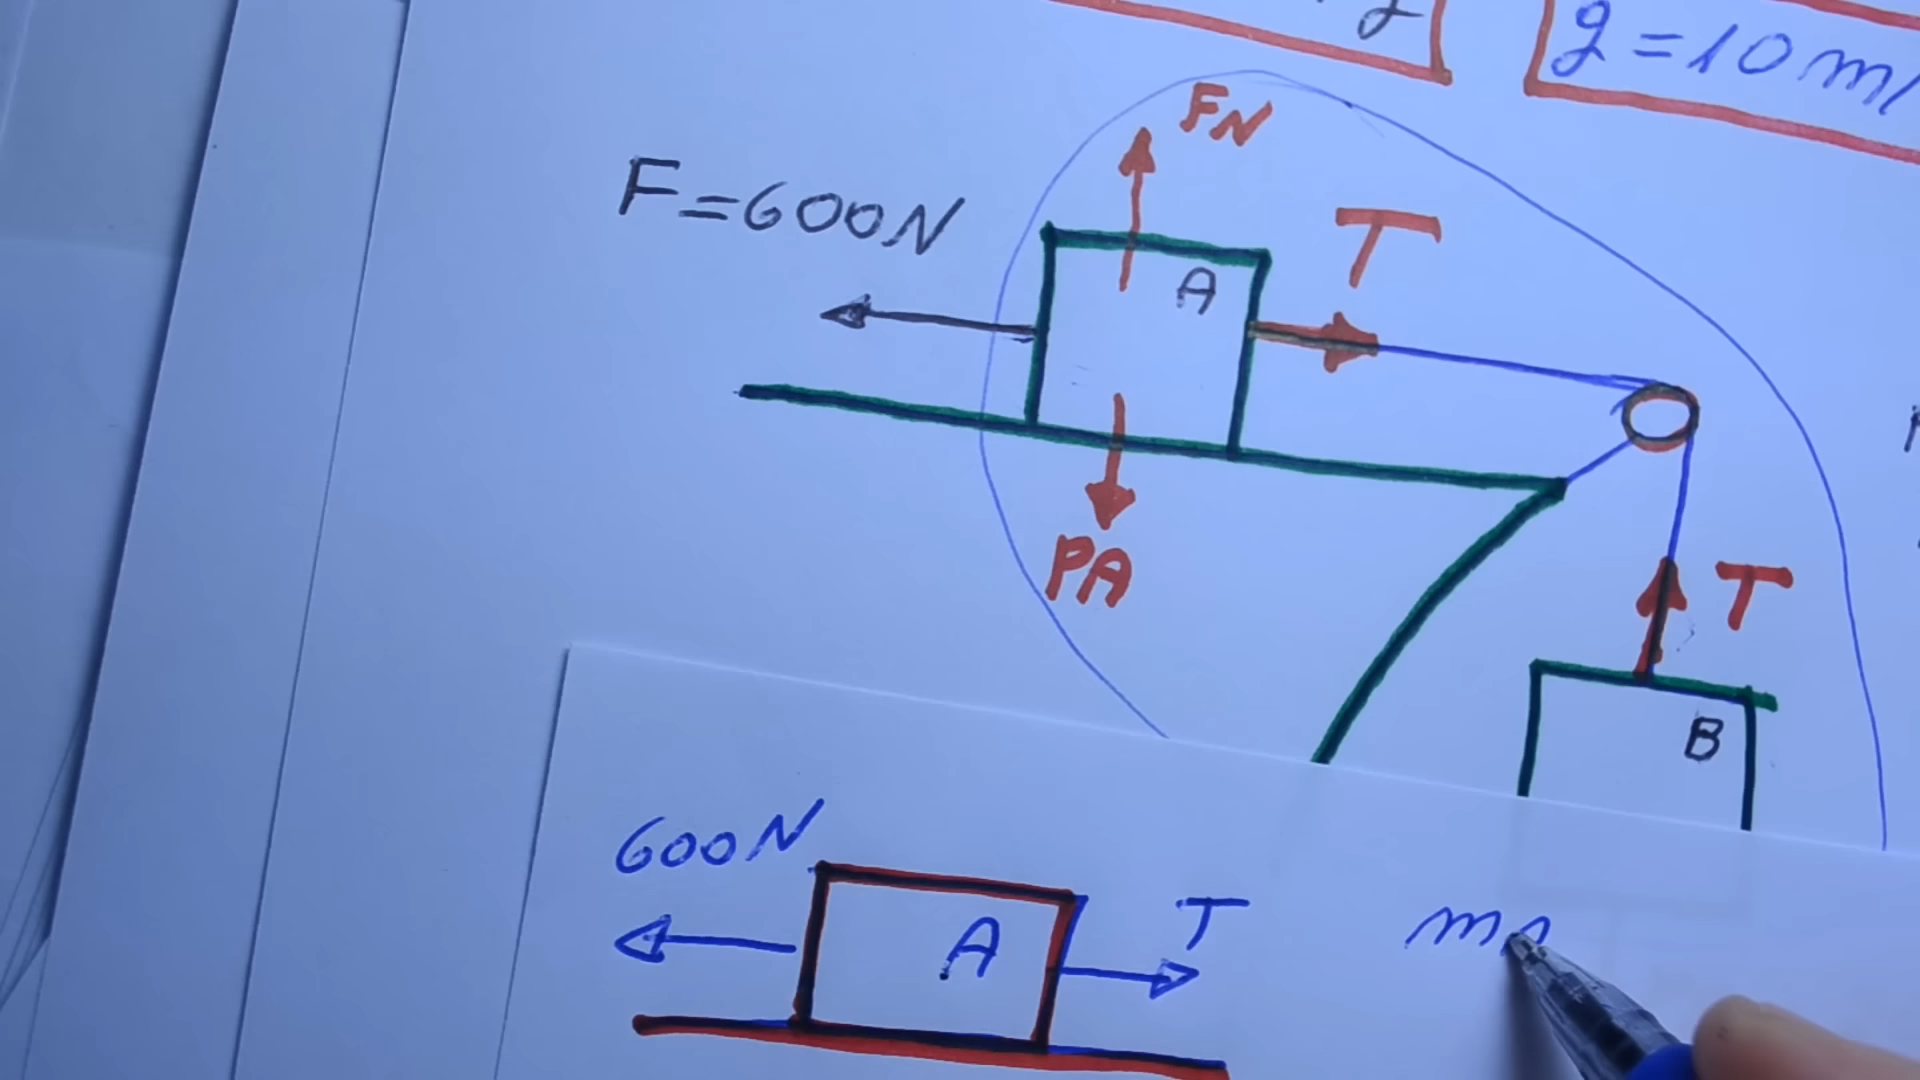 g = 10 m/
FN
F = 600N
T
A
PA
T
B
600N
A
T
mA